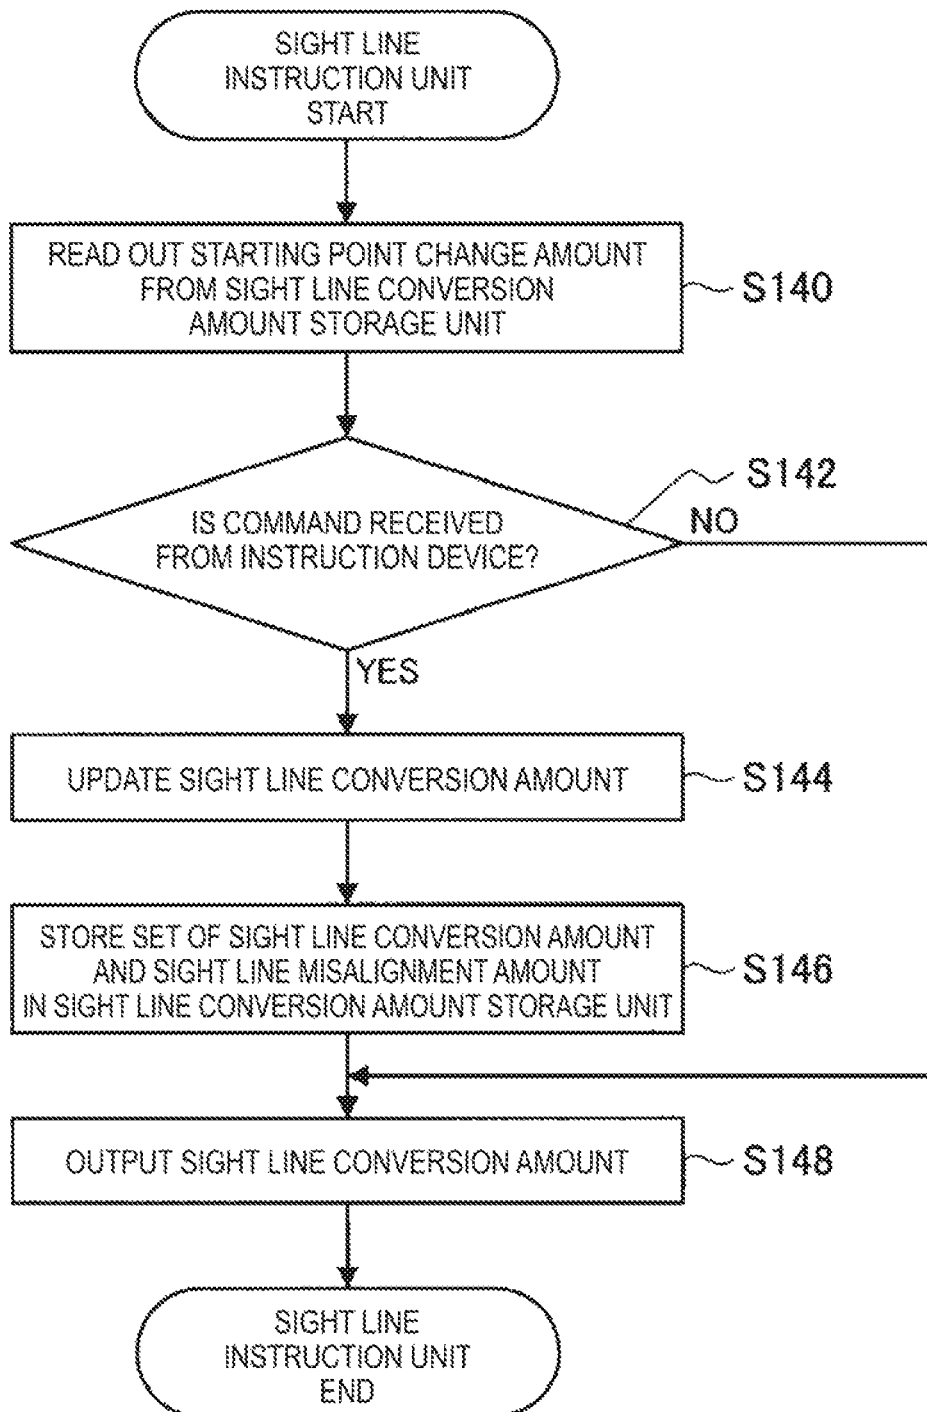 SIGHT LINE
INSTRUCTION UNIT
START
READ OUT STARTING POINT CHANGE AMOUNT
FROM SIGHT LINE CONVERSION
AMOUNT STORAGE UNIT
S140
S142
IS COMMAND RECEIVED
FROM INSTRUCTION DEVICE?
NO
YES
UPDATE SIGHT LINE CONVERSION AMOUNT
S144
STORE SET OF SIGHT LINE CONVERSION AMOUNT
AND SIGHT LINE MISALIGNMENT AMOUNT
IN SIGHT LINE CONVERSION AMOUNT STORAGE UNIT
S146
OUTPUT SIGHT LINE CONVERSION AMOUNT
S148
SIGHT LINE
INSTRUCTION UNIT
END